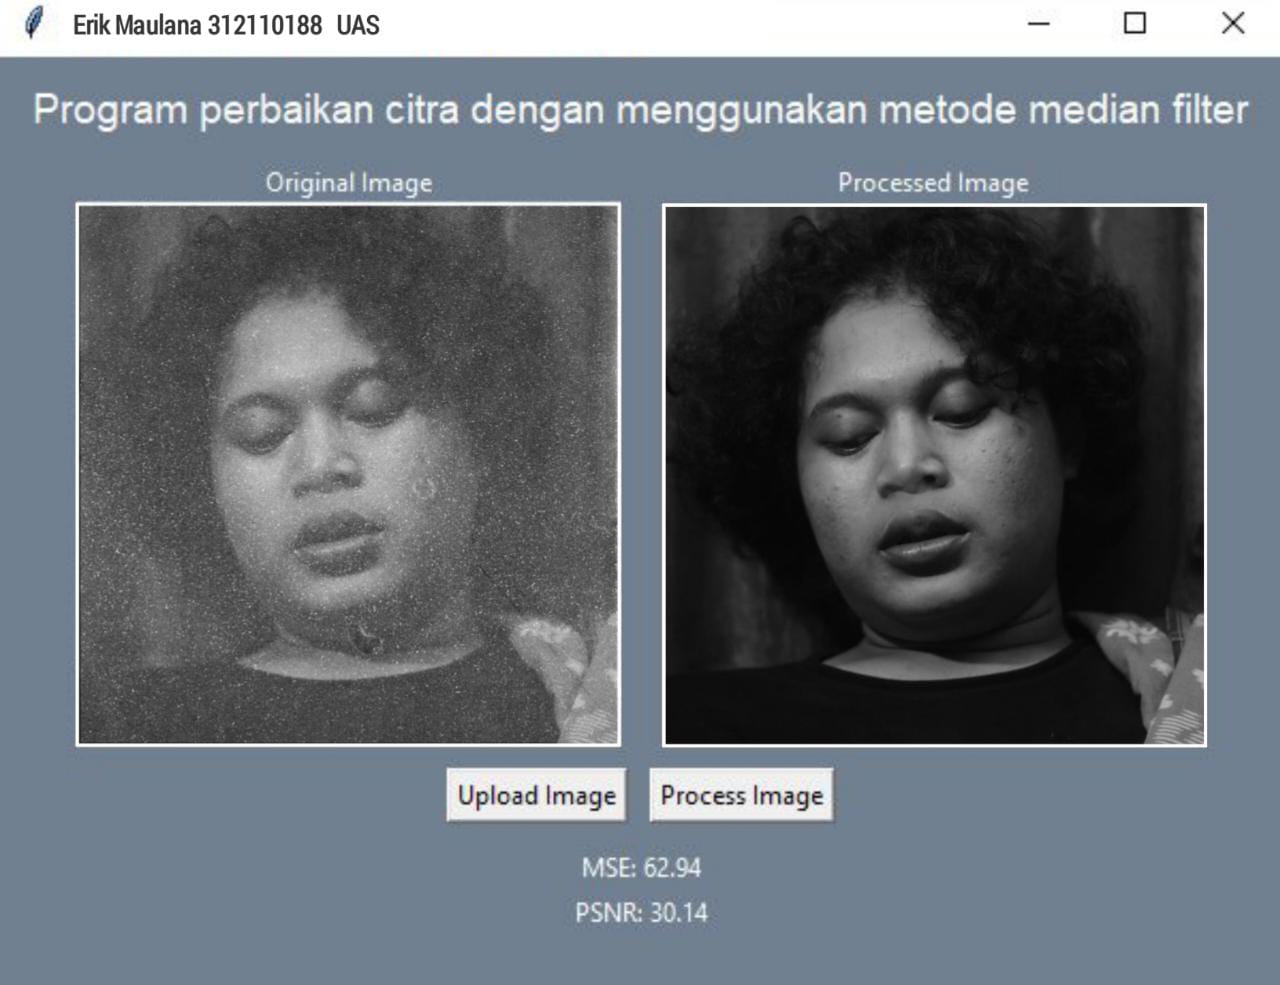 Erik Maulana 312110188 UAS
Program perbaikan citra dengan menggunakan metode median filter
Original Image
Processed Image
Upload Image
Process Image
MSE: 62.94
PSNR: 30.14